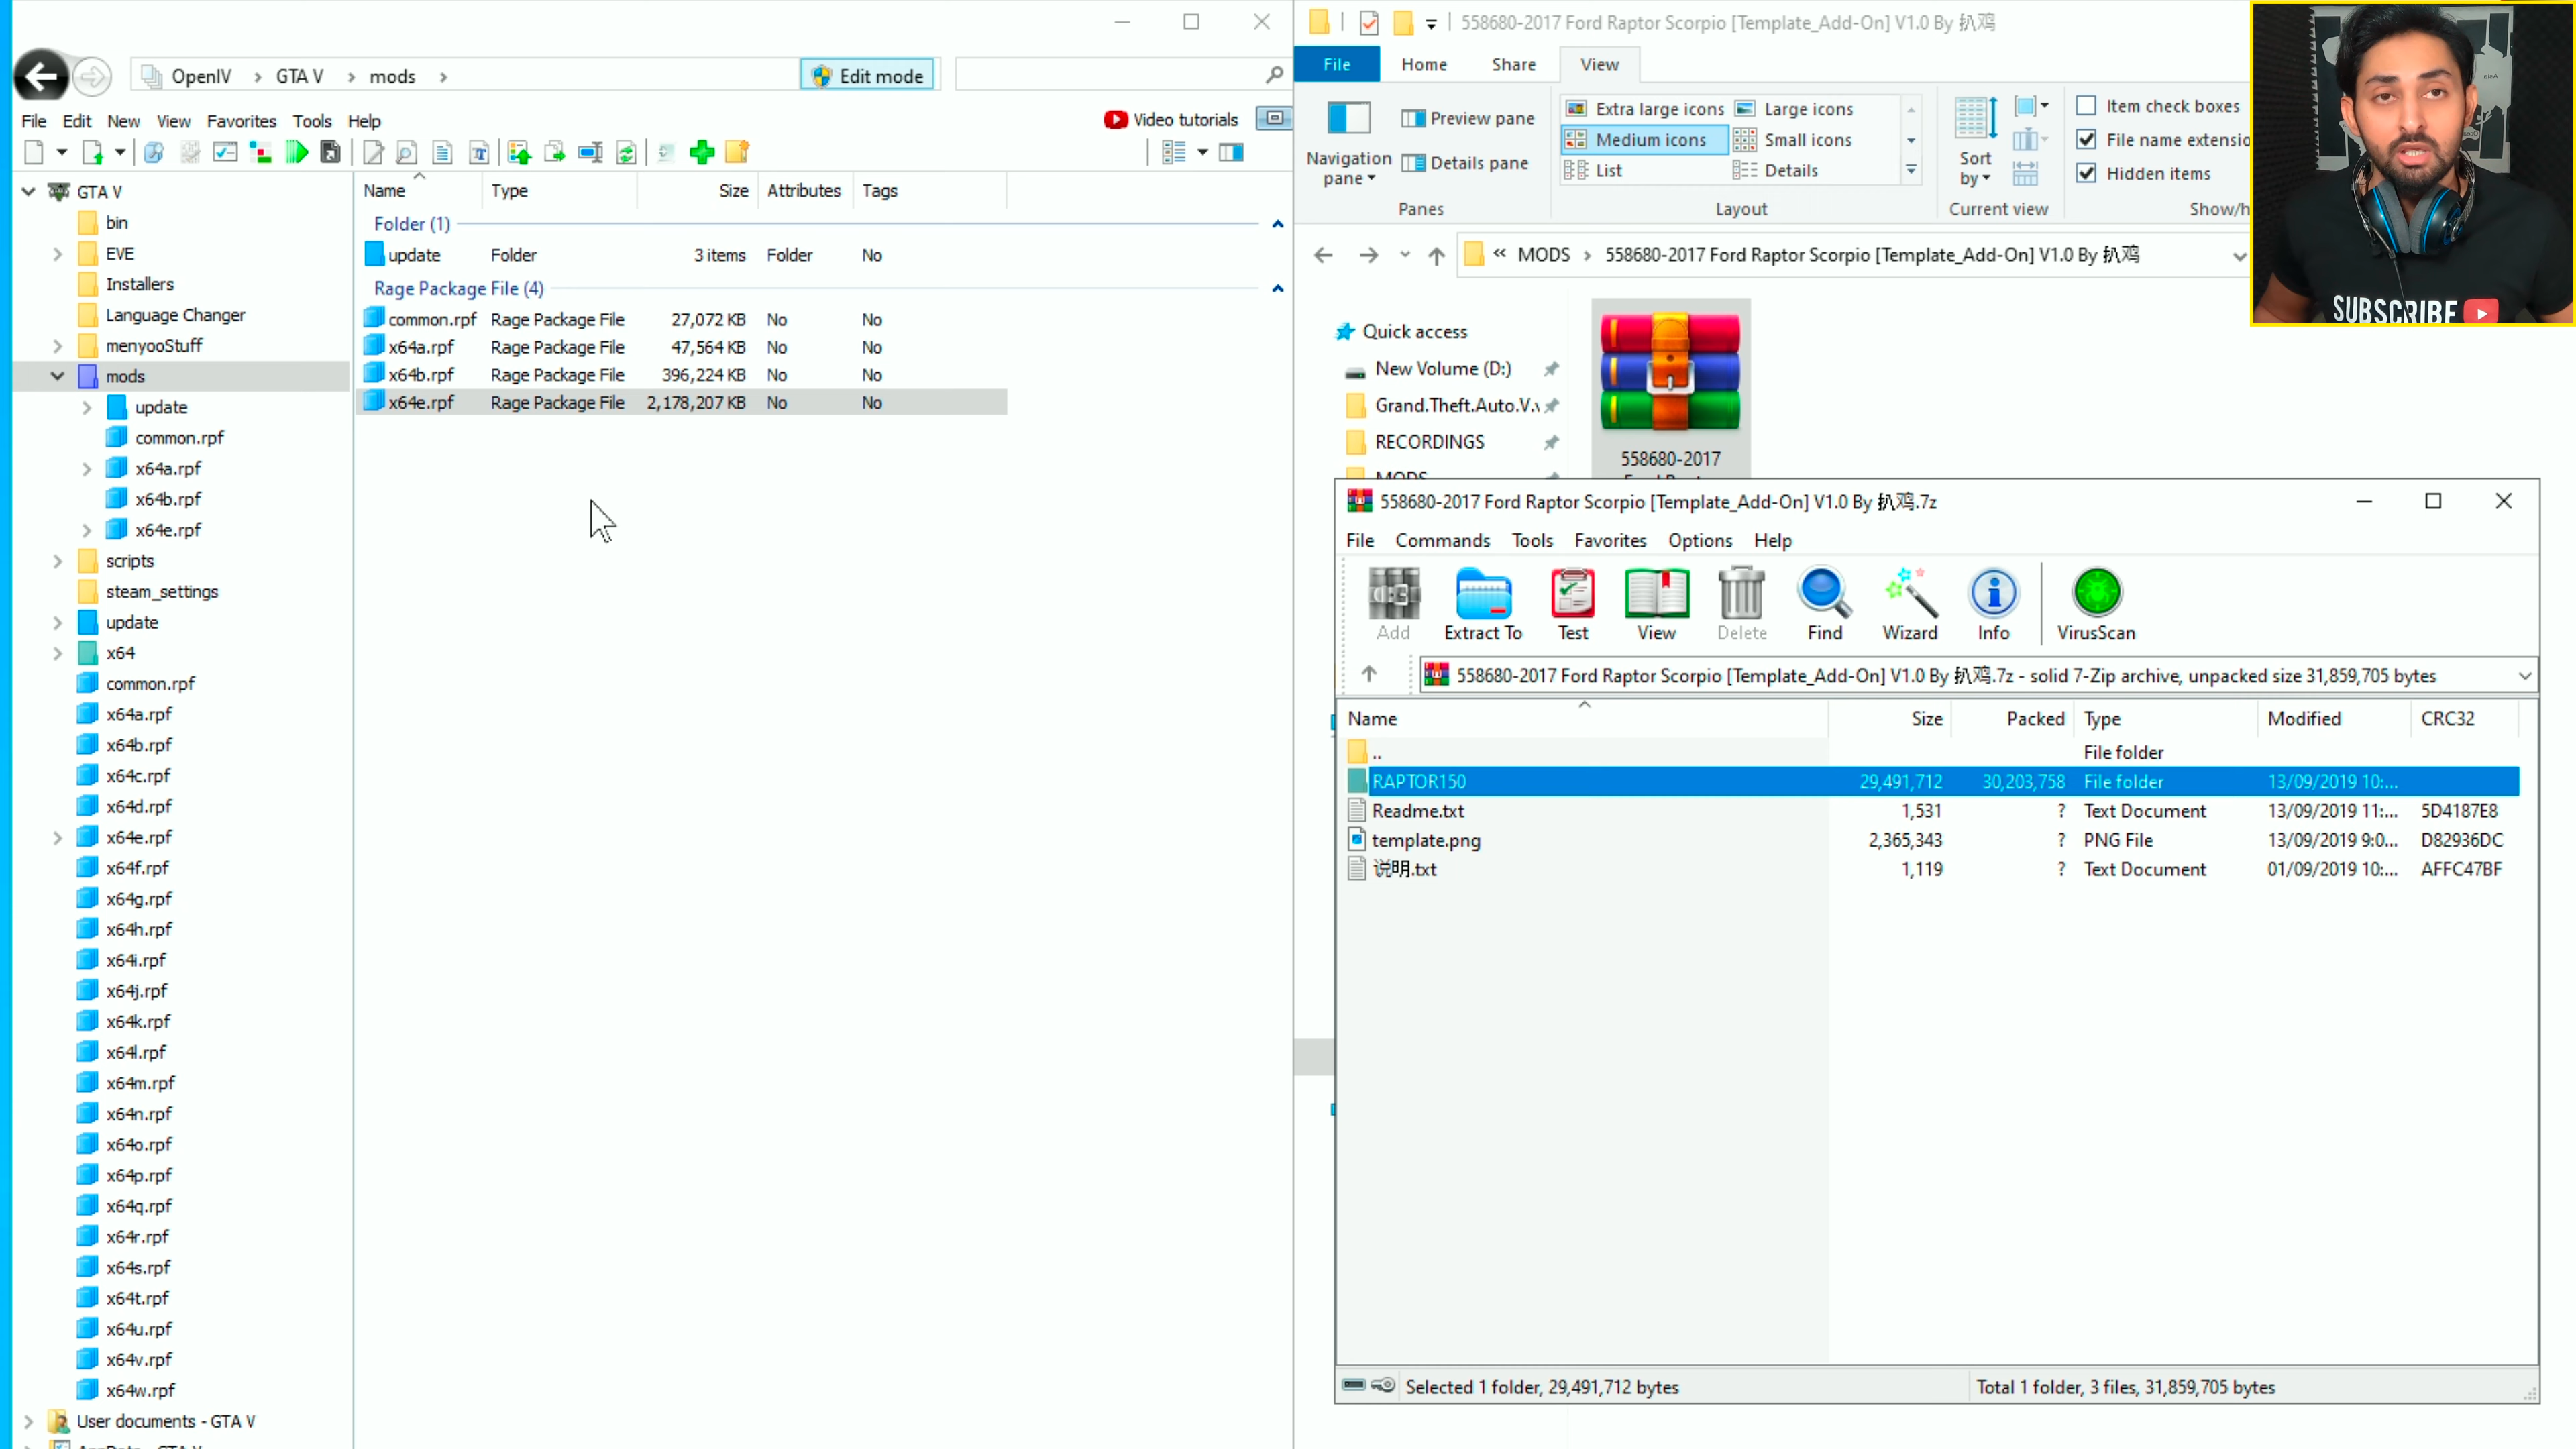 OpenIV > GTA V > mods >
Edit mode
File Edit New View Favorites Tools Help
Video tutorials
GTA V
bin
EVE
Installers
Language Changer
menyooStuff
mods
update
common.rpf
x64a.rpf
x64b.rpf
x64e.rpf
scripts
steam_settings
update
x64
common.rpf
x64a.rpf
x64b.rpf
x64c.rpf
x64d.rpf
x64e.rpf
x64f.rpf
x64g.rpf
x64h.rpf
x64i.rpf
x64j.rpf
x64k.rpf
x64l.rpf
x64m.rpf
x64n.rpf
x64o.rpf
x64p.rpf
x64q.rpf
x64r.rpf
x64s.rpf
x64t.rpf
x64u.rpf
x64v.rpf
x64w.rpf
User documents - GTA V
Name Type Size Attributes Tags
Folder (1)
update Folder 3 items Folder No
Rage Package File (4)
common.rpf Rage Package File 27,072 KB No No
x64a.rpf Rage Package File 47,564 KB No No
x64b.rpf Rage Package File 396,224 KB No No
x64e.rpf Rage Package File 2,178,207 KB No No
558680-2017 Ford Raptor Scorpio [Template_Add-On] V1.0 By 扒鸡
File Home Share View
Navigation pane
Preview pane
Details pane
Panes
Extra large icons Large icons
Medium icons Small icons
List Details
Layout
Sort by
Current view
Item check boxes
File name extensio
Hidden items
Show/h
« MODS > 558680-2017 Ford Raptor Scorpio [Template_Add-On] V1.0 By 扒鸡
Quick access
New Volume (D:)
Grand.Theft.Auto.V.
RECORDINGS
MODS
558680-2017
SUBSCRIBE
558680-2017 Ford Raptor Scorpio [Template_Add-On] V1.0 By 扒鸡.7z
File Commands Tools Favorites Options Help
Add Extract To Test View Delete Find Wizard Info VirusScan
558680-2017 Ford Raptor Scorpio [Template_Add-On] V1.0 By 扒鸡.7z - solid 7-Zip archive, unpacked size 31,859,705 bytes
Name Size Packed Type Modified CRC32
.. File folder
RAPTOR150 29,491,712 30,203,758 File folder 13/09/2019 10:...
Readme.txt 1,531 ? Text Document 13/09/2019 11:... 5D4187E8
template.png 2,365,343 ? PNG File 13/09/2019 9:0... D82936DC
说明.txt 1,119 ? Text Document 01/09/2019 10:... AFFC47BF
Selected 1 folder, 29,491,712 bytes
Total 1 folder, 3 files, 31,859,705 bytes